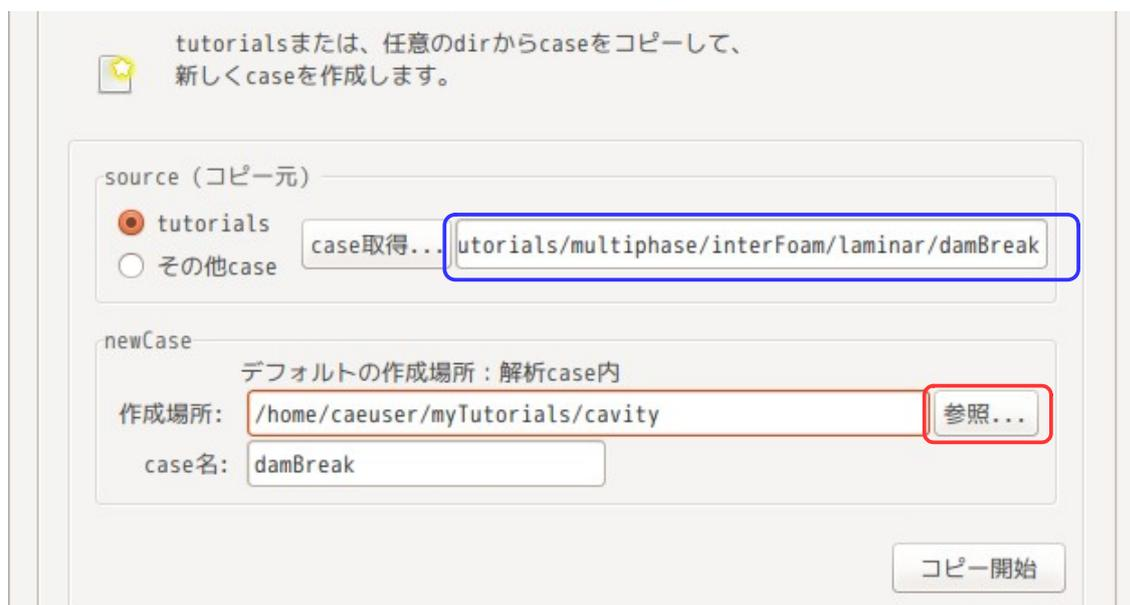 tutorialsまたは、任意のdirからcaseをコピーして、
新しくcaseを作成します。
source (コピー元)
tutorials
その他case
case取得...
utorials/multiphase/interFoam/laminar/damBreak
newCase
デフォルトの作成場所：解析case内
作成場所: /home/caeuser/myTutorials/cavity 参照...
case名: damBreak
コピー開始